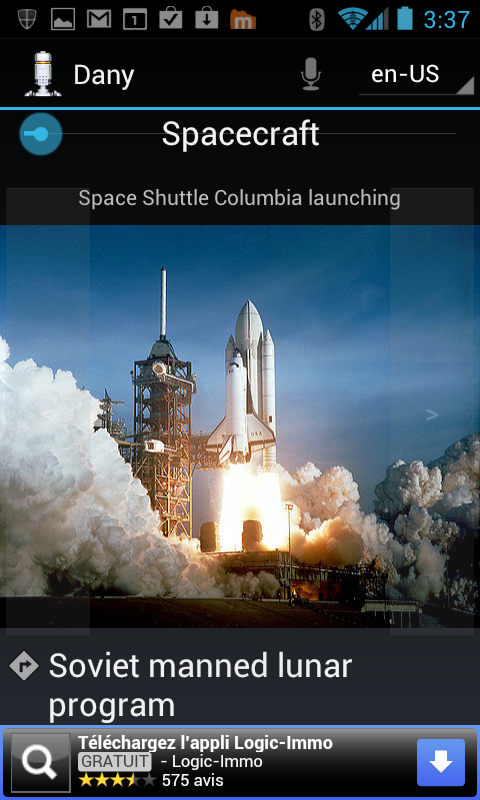 3:37
Dany
en-US
Spacecraft
Space Shuttle Columbia launching
USA
>
Soviet manned lunar
program
Téléchargez l'appli Logic-Immo
GRATUIT - Logic-Immo
575 avis